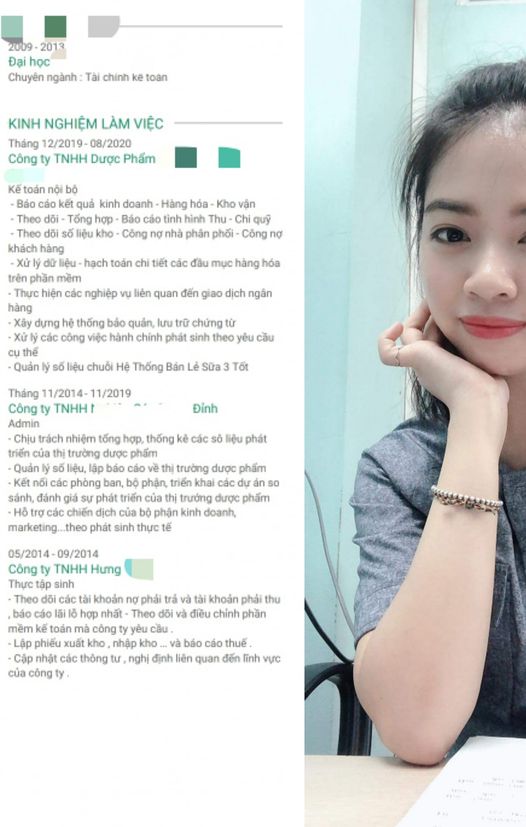 2009 - 2013
Đại học
Chuyên ngành : Tài chính kế toán
KINH NGHIỆM LÀM VIỆC
Tháng 12/2019 - 08/2020
Công ty TNHH Dược Phẩm
Kế toán nội bộ
- Báo cáo kết quả kinh doanh - Hàng hóa - Kho vận
- Theo dõi - Tổng hợp - Báo cáo tình hình Thu - Chi quỹ
- Theo dõi số liệu kho - Công nợ nhà phân phối - Công nợ
khách hàng
- Xử lý dữ liệu - hạch toán chi tiết các đầu mục hàng hóa
trên phần mềm
- Thực hiện các nghiệp vụ liên quan đến giao dịch ngân
hàng
- Xây dựng hệ thống bảo quản, lưu trữ chứng từ
- Xử lý các công việc hành chính phát sinh theo yêu cầu
cụ thể
- Quản lý số liệu chuỗi Hệ Thống Bán Lẻ Sữa 3 Tốt
Tháng 11/2014 - 11/2019
Công ty TNHH Đỉnh
Admin
- Chịu trách nhiệm tổng hợp, thống kê các số liệu phát
triển của thị trường dược phẩm
- Quản lý số liệu, lập báo cáo về thị trường dược phẩm
- Kết nối các phòng ban, bộ phận, triển khai các dự án so
sánh, đánh giá sự phát triển của thị trường dược phẩm
- Hỗ trợ các chiến dịch của bộ phận kinh doanh,
marketing...theo phát sinh thực tế
05/2014 - 09/2014
Công ty TNHH Hưng
Thực tập sinh
- Theo dõi các tài khoản nợ phải trả và tài khoản phải thu
, báo cáo lãi lỗ hợp nhất - Theo dõi và điều chỉnh phần
mềm kế toán mà công ty yêu cầu .
- Lập phiếu xuất kho , nhập kho ... và báo cáo thuế .
- Cập nhật các thông tư , nghị định liên quan đến lĩnh vực
của công ty .